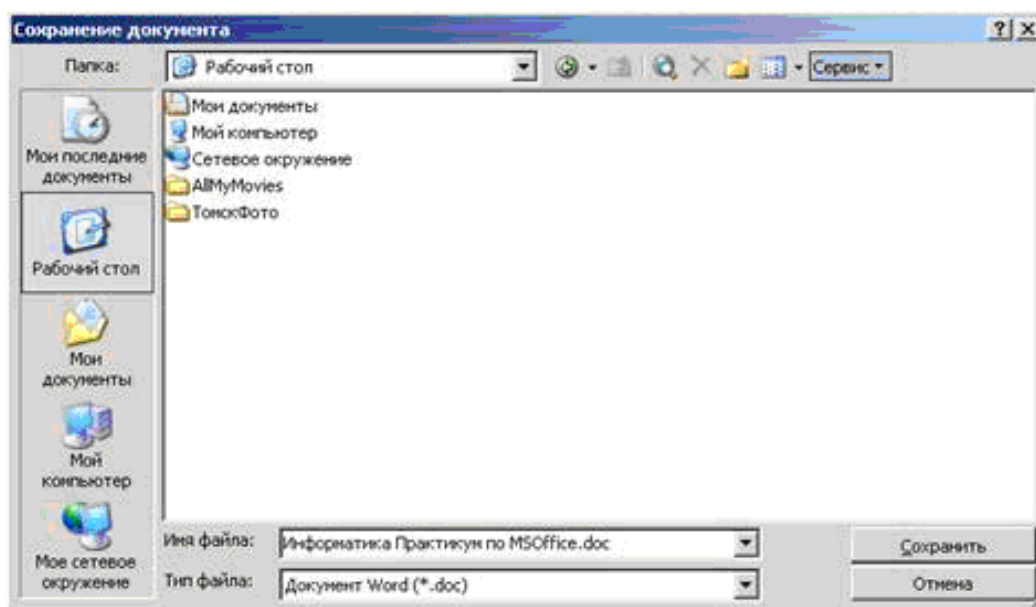 Сохранение документа
Папка:
Рабочий стол
Сервис
Мои последние
документы
Рабочий стол
Мои
документы
Мой
компьютер
Мое сетевое
окружение
Мои документы
Мой компьютер
Сетевое окружение
AllMyMovies
ТомскФото
Имя файла:
Информатика Практикум по MSOffice.doc
Сохранить
Тип файла:
Документ Word (*.doc)
Отмена